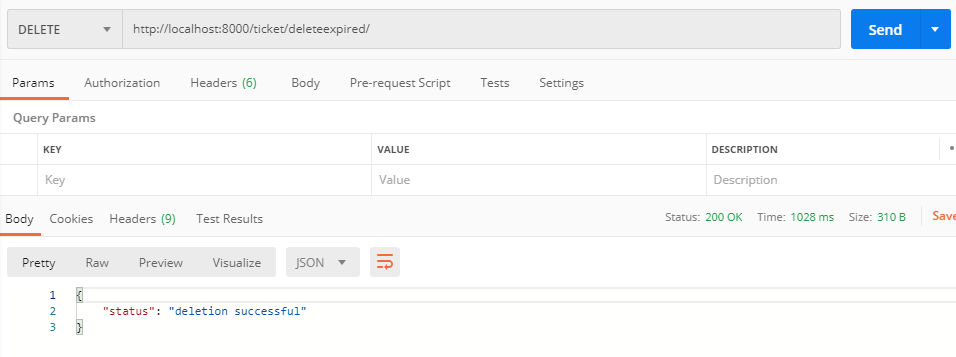 DELETE http://localhost:8000/ticket/deleteexpired/ Send
Params Authorization Headers (6) Body Pre-request Script Tests Settings
Query Params
KEY VALUE DESCRIPTION
Key Value Description
Body Cookies Headers (9) Test Results Status: 200 OK Time: 1028 ms Size: 310 B Save
Pretty Raw Preview Visualize JSON
1 {
2 "status": "deletion successful"
3 }